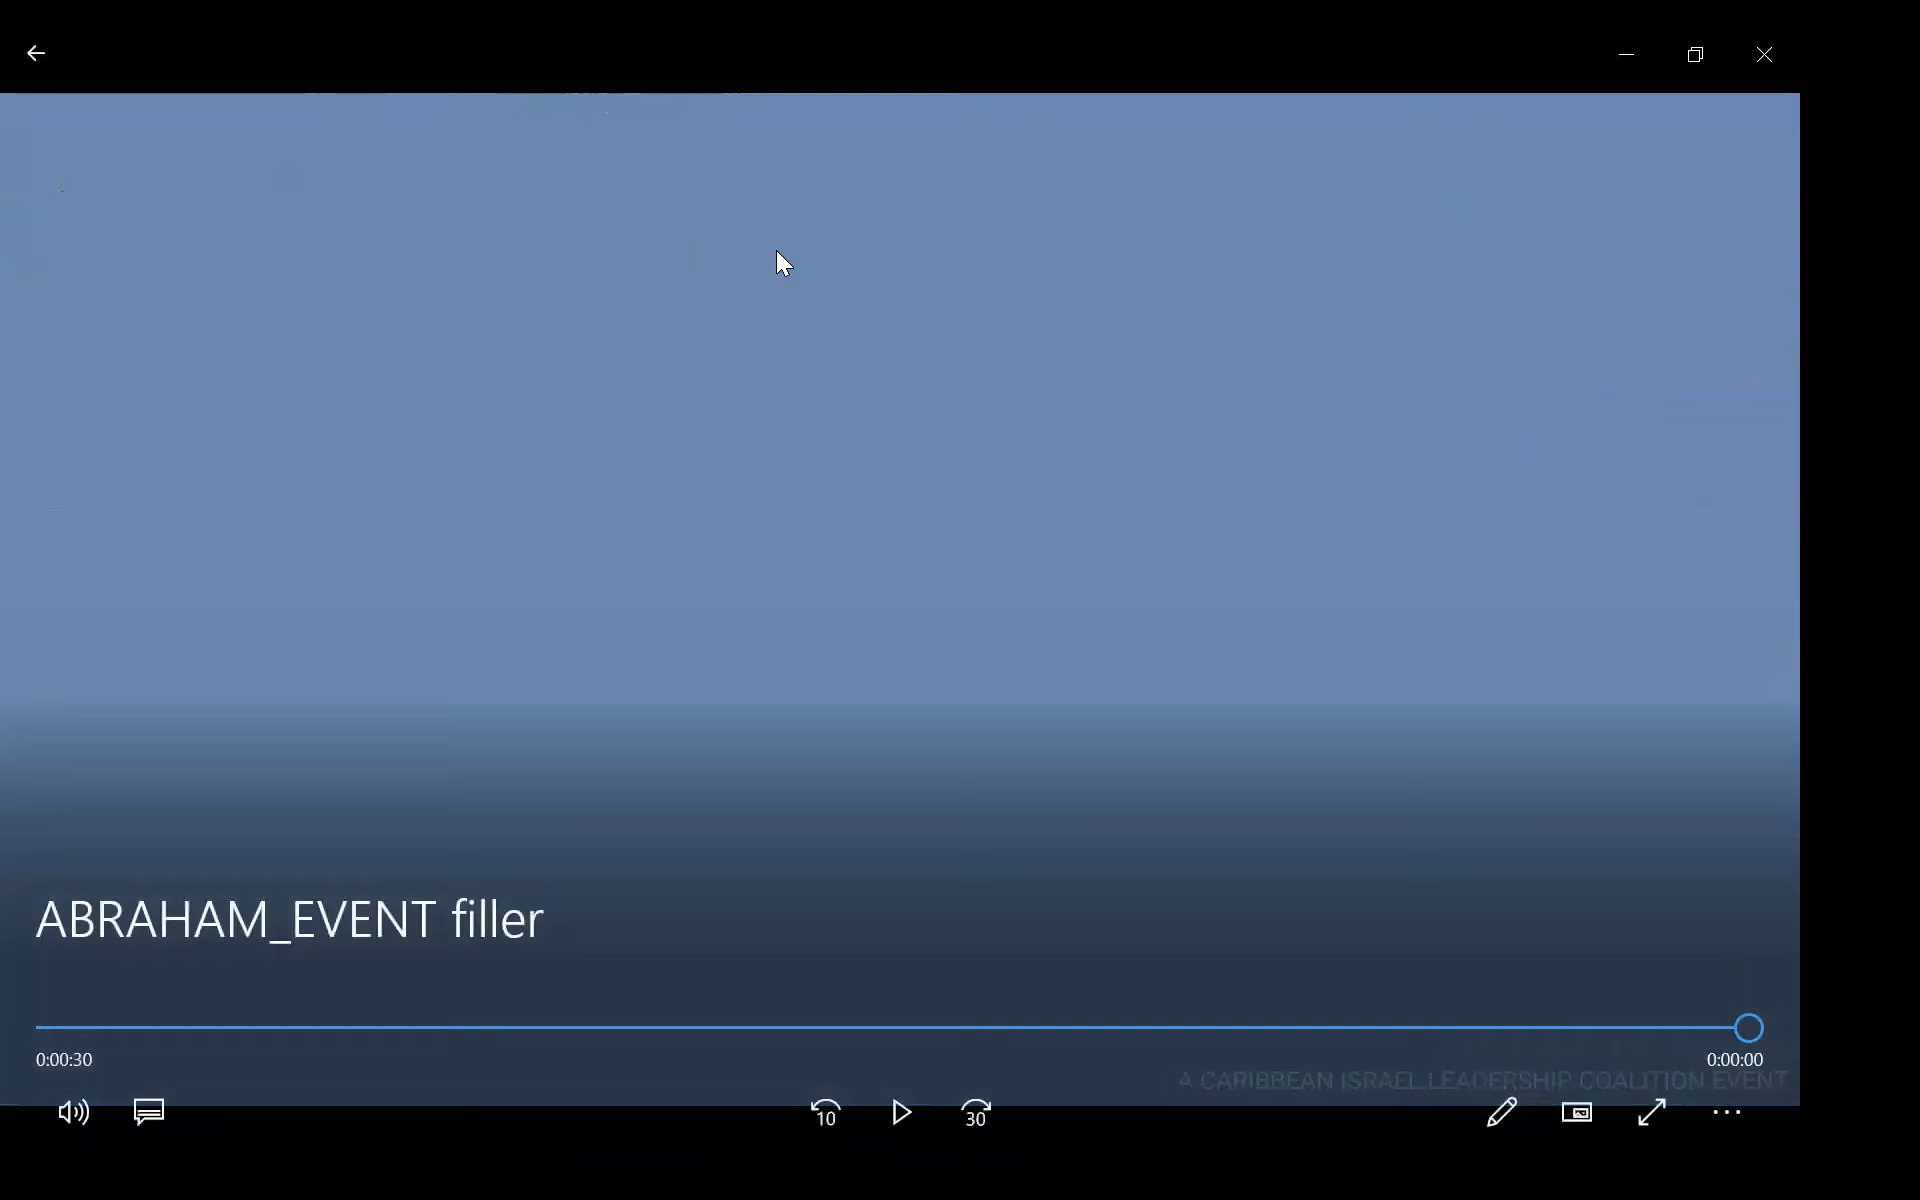 ABRAHAM_EVENT filler
0:00:30
0:00:00
A CARIBBEAN ISRAEL LEADERSHIP COALITION EVENT
10
30